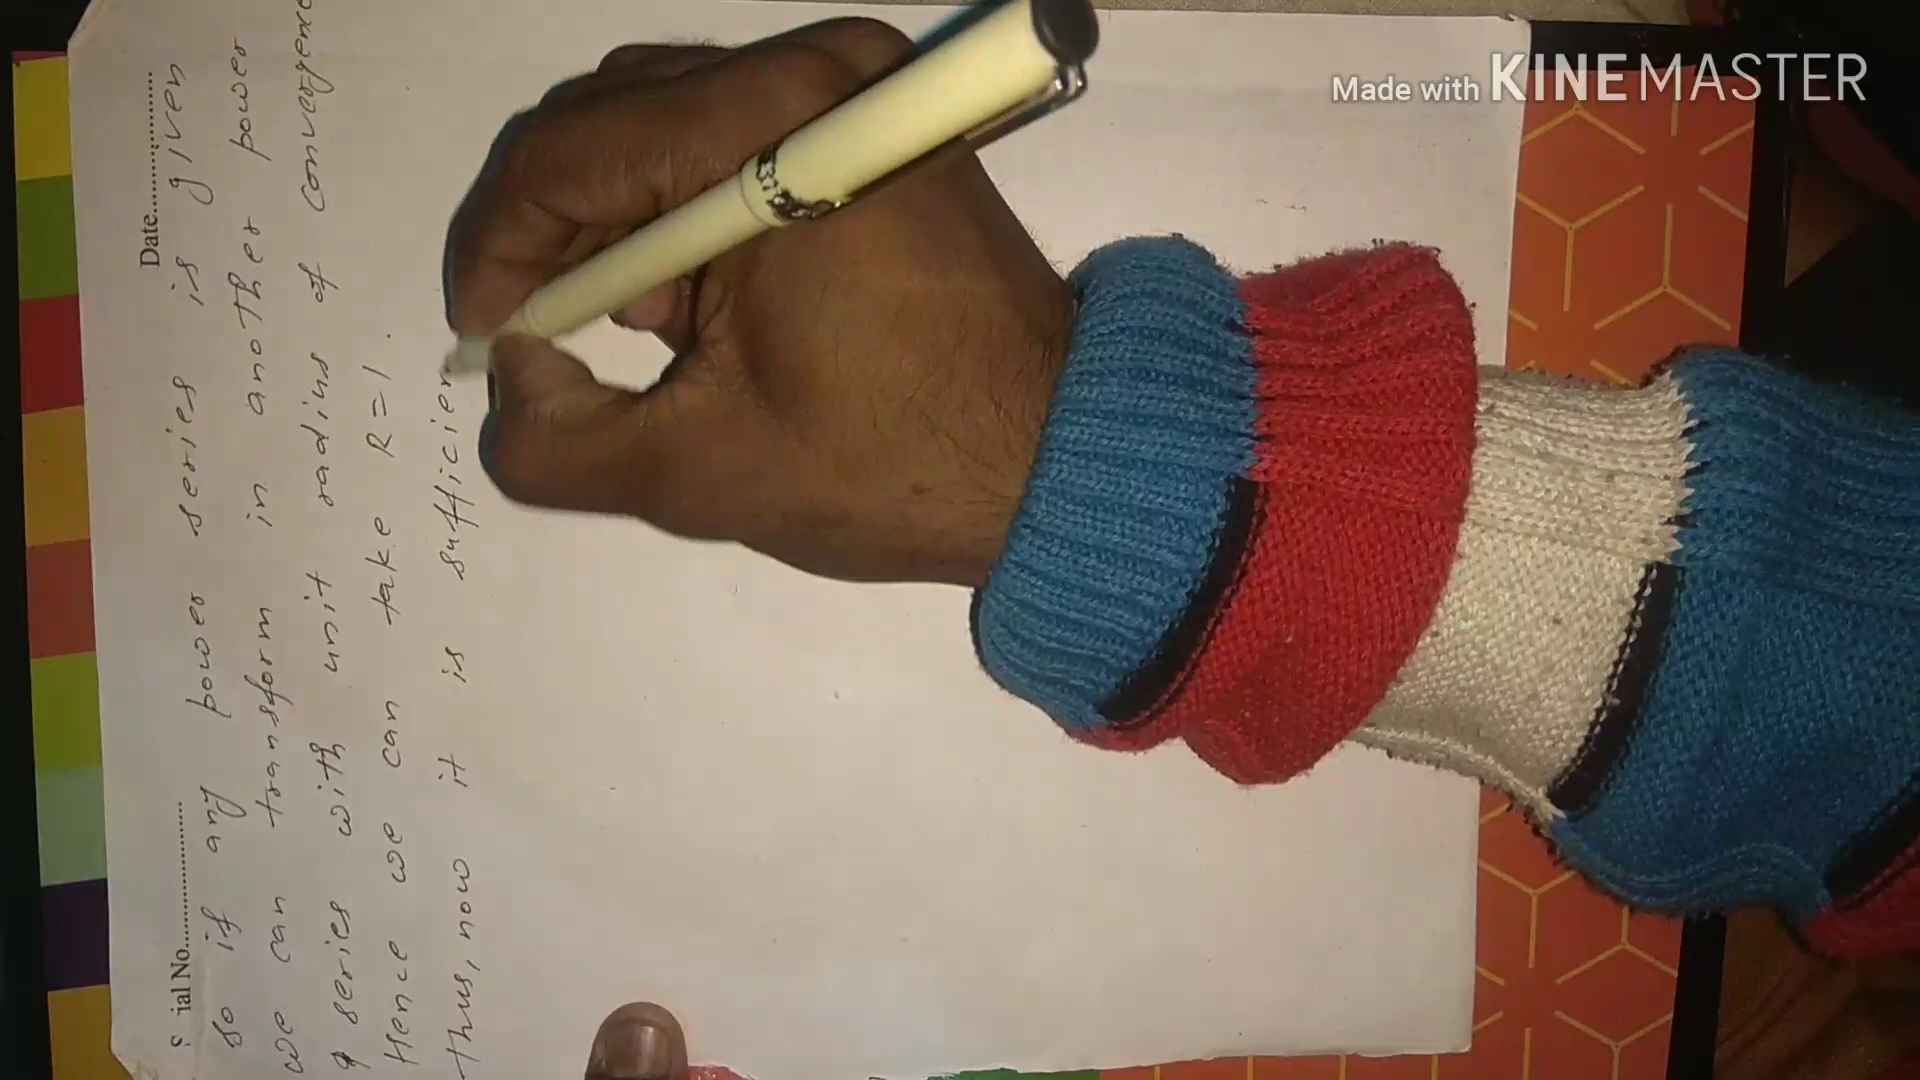 Made with KINEMASTER
ial No.................... Date....................
so if any power series is given
we can transform in another power
series with unit radius of convergence
Hence we can take R=1.
thus, now it is